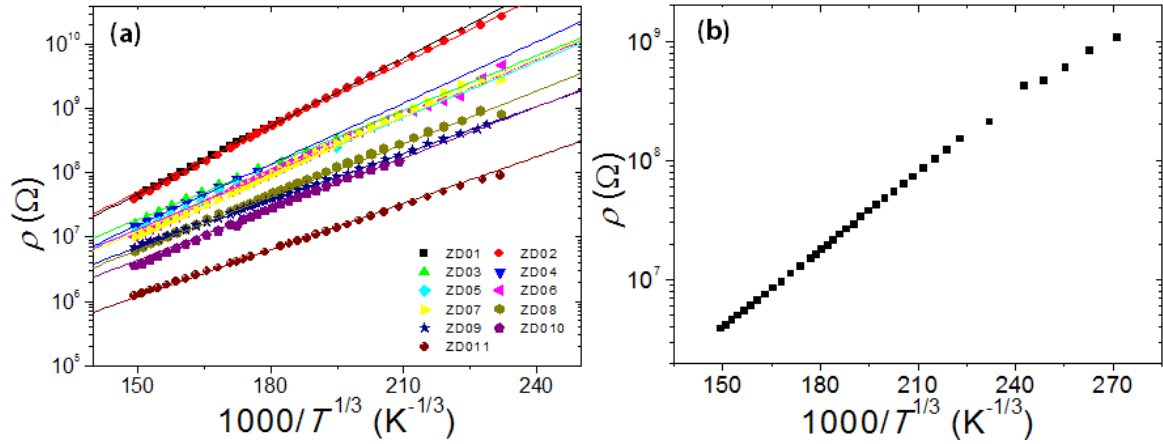 (a)
10^10
10^9
10^8
10^7
10^6
10^5
ρ (Ω)
150 180 210 240
1000/T^1/3 (K^-1/3)
ZD01 ZD02
ZD03 ZD04
ZD05 ZD06
ZD07 ZD08
ZD09 ZD010
ZD011
(b)
10^9
10^8
10^7
ρ (Ω)
150 180 210 240 270
1000/T^1/3 (K^-1/3)